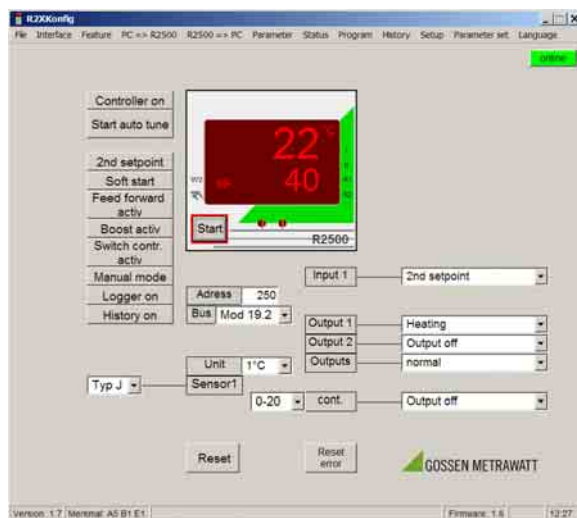 R2XKonfig
File Interface Feature PC => R2500 R2500 => PC Parameter Status Program History Setup Parameter set Language
online
Controller on
Start auto tune
22
40
2nd setpoint
Soft start
Feed forward
activ
Boost activ
Switch contr.
activ
Manual mode
Logger on
History on
Start
R2500
Input 1 2nd setpoint
Adress 250
Bus Mod 19.2
Output 1 Heating
Output 2 Output off
Outputs normal
Unit 1°C
Typ J Sensor1
0-20 cont. Output off
Reset
Reset
error
GOSSEN METRAWATT
Version 1.7 Merkmal: A5 B1 E1 Firmware: 1.6 12:27